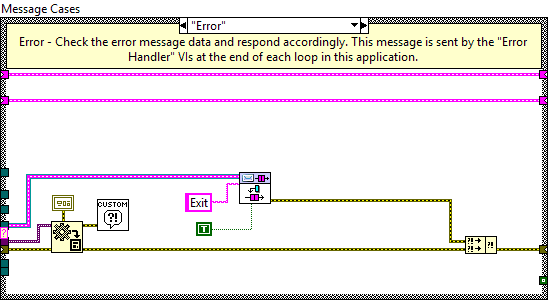 Message Cases
"Error"
Error - Check the error message data and respond accordingly. This message is sent by the "Error
Handler" VIs at the end of each loop in this application.
CUSTOM
?!
Exit
T
?
?!
?!
?!